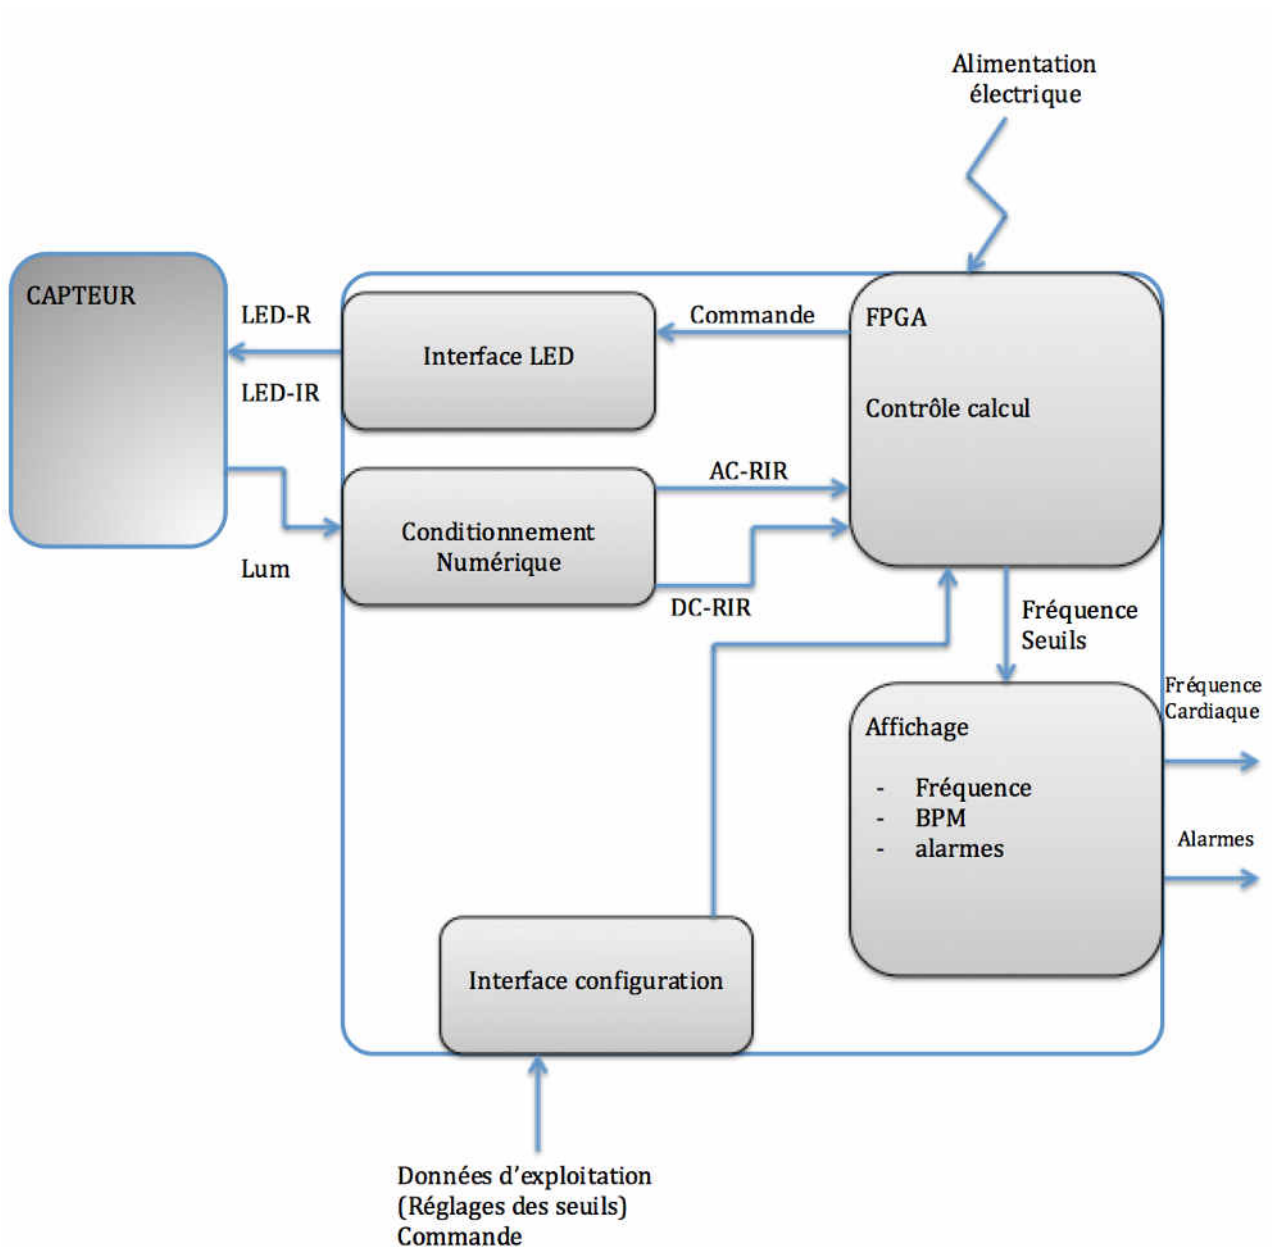 Alimentation
électrique
CAPTEUR
LED-R
LED-IR
Lum
Interface LED
Commande
FPGA
Contrôle calcul
Conditionnement
Numérique
AC-RIR
DC-RIR
Fréquence
Seuils
Affichage
- Fréquence
- BPM
- alarmes
Fréquence
Cardiaque
Alarmes
Interface configuration
Données d'exploitation
(Réglages des seuils)
Commande